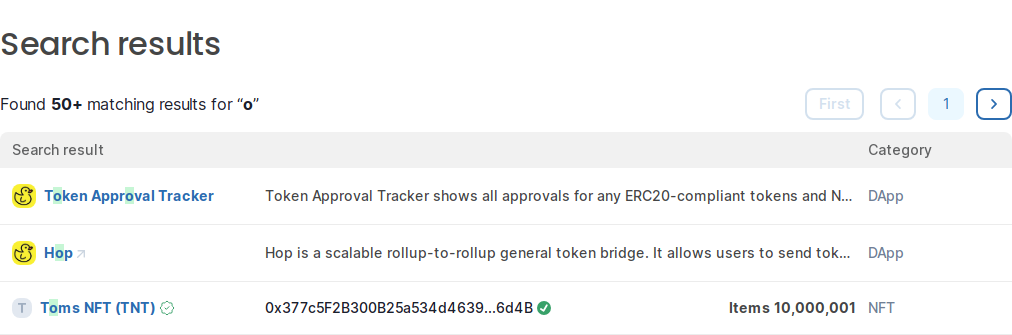 Search results
Found 50+ matching results for “o”
First
1
Search result Category
Token Approval Tracker Token Approval Tracker shows all approvals for any ERC20-compliant tokens and N... DApp
Hop Hop is a scalable rollup-to-rollup general token bridge. It allows users to send tok... DApp
T Toms NFT (TNT) 0x377c5F2B300B25a534d4639...6d4B Items 10,000,001 NFT